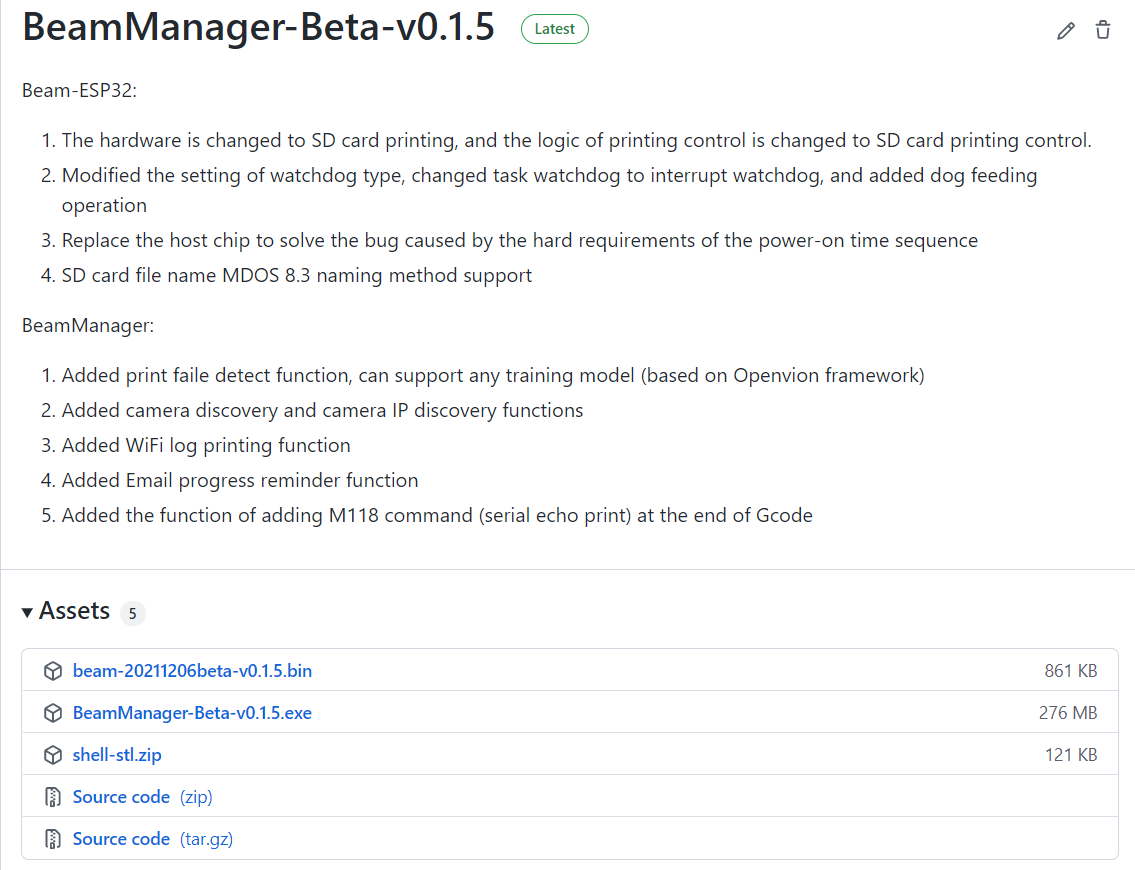 BeamManager-Beta-v0.1.5 Latest
Beam-ESP32:
1. The hardware is changed to SD card printing, and the logic of printing control is changed to SD card printing control.
2. Modified the setting of watchdog type, changed task watchdog to interrupt watchdog, and added dog feeding
operation
3. Replace the host chip to solve the bug caused by the hard requirements of the power-on time sequence
4. SD card file name MDOS 8.3 naming method support
BeamManager:
1. Added print faile detect function, can support any training model (based on Openvion framework)
2. Added camera discovery and camera IP discovery functions
3. Added WiFi log printing function
4. Added Email progress reminder function
5. Added the function of adding M118 command (serial echo print) at the end of Gcode
Assets 5
beam-20211206beta-v0.1.5.bin 861 KB
BeamManager-Beta-v0.1.5.exe 276 MB
shell-stl.zip 121 KB
Source code (zip)
Source code (tar.gz)